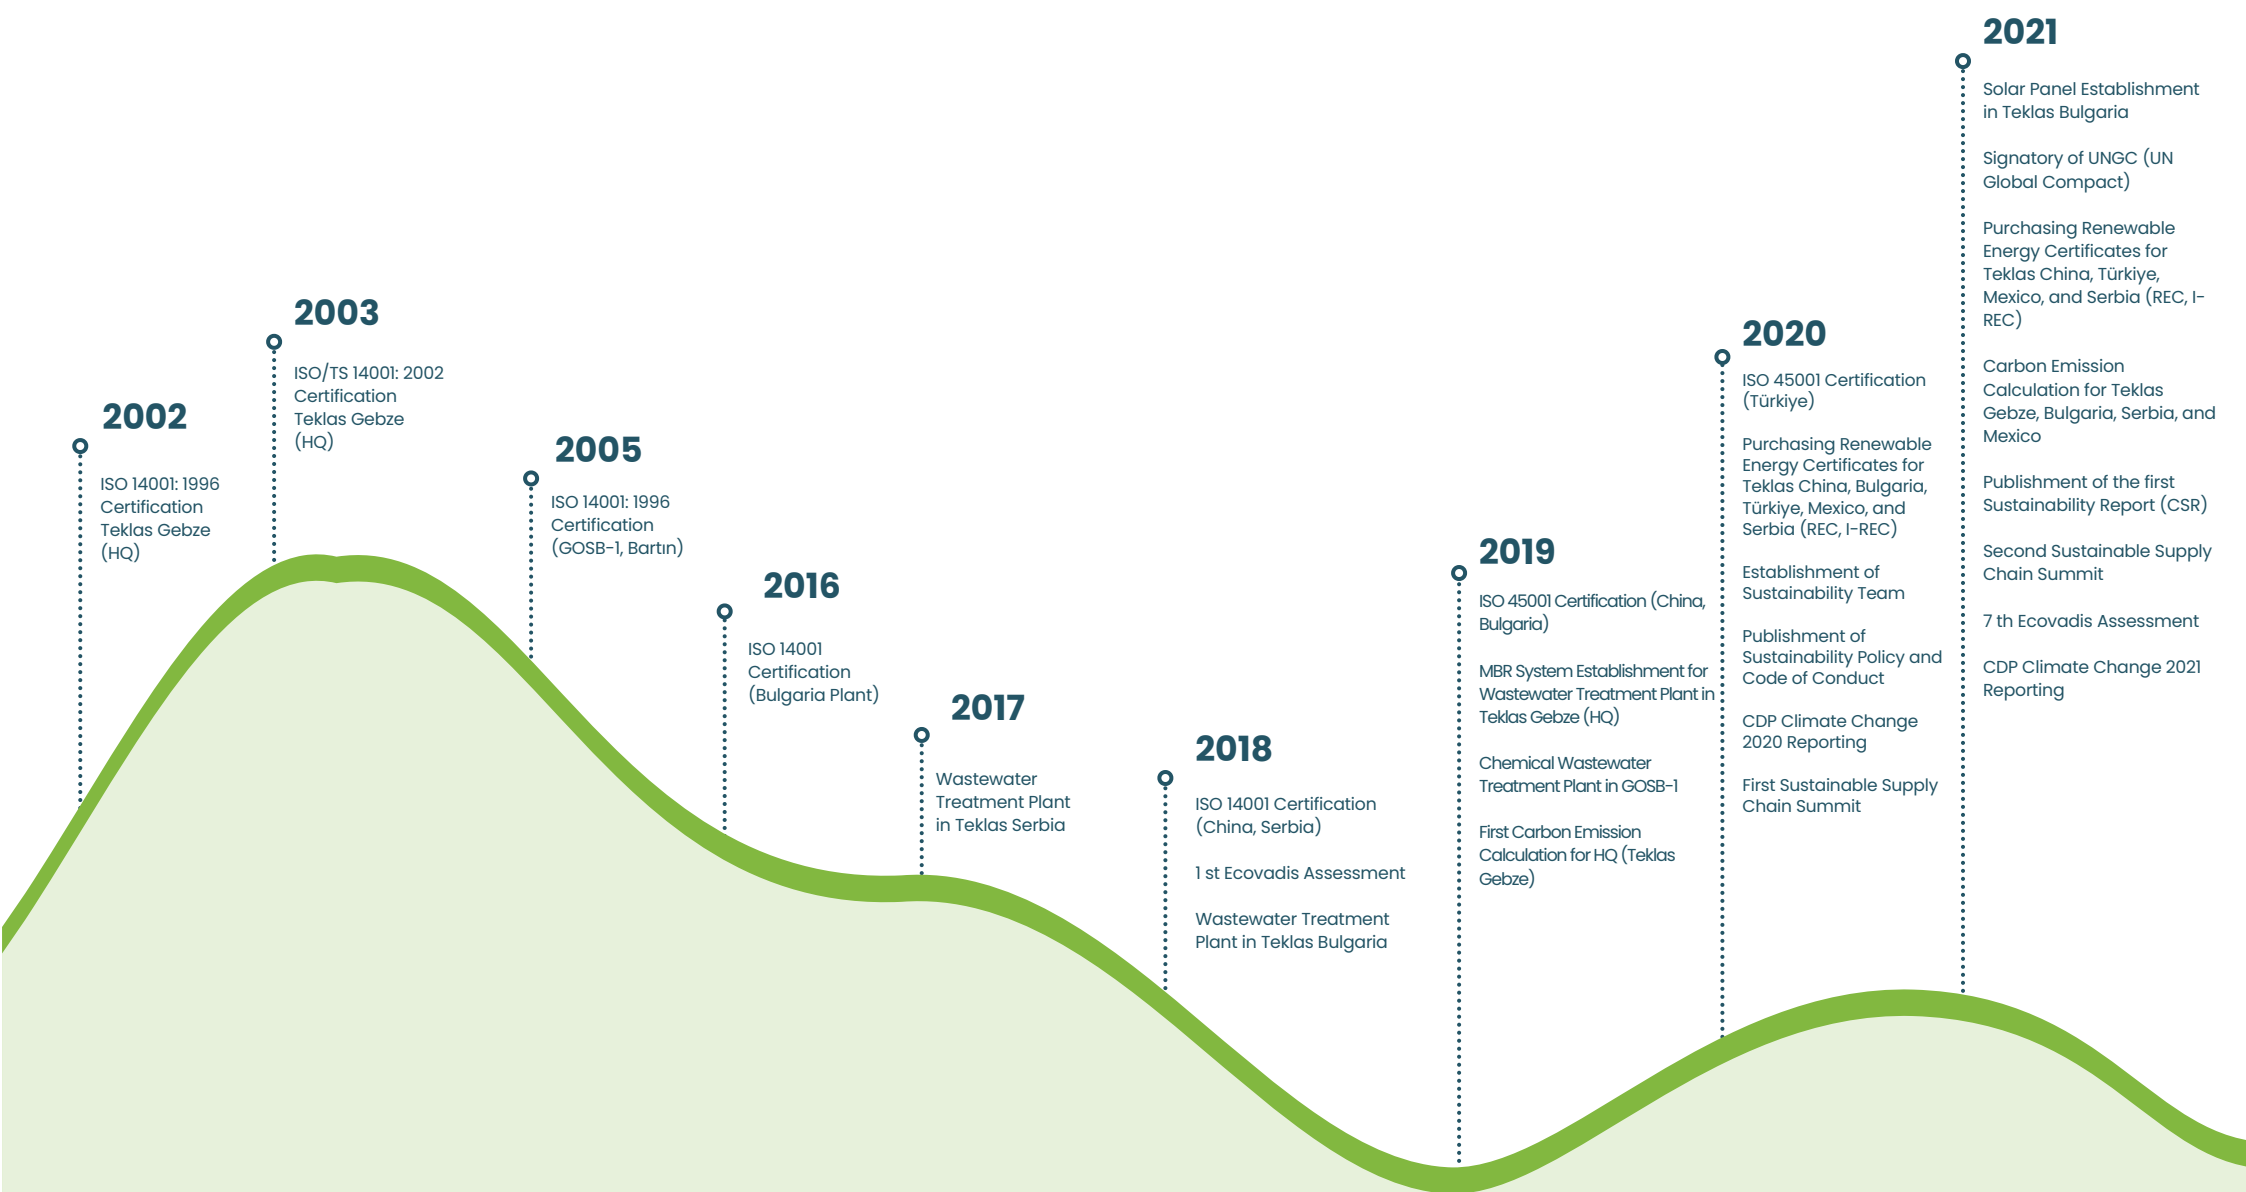 2002
ISO 14001: 1996
Certification
Teklas Gebze
(HQ)
2003
ISO/TS 14001: 2002
Certification
Teklas Gebze
(HQ)
2005
ISO 14001: 1996
Certification
(GOSB-1, Bartın)
2016
ISO 14001
Certification
(Bulgaria Plant)
2017
Wastewater
Treatment Plant
in Teklas Serbia
2018
ISO 14001 Certification
(China, Serbia)
1 st Ecovadis Assessment
Wastewater Treatment
Plant in Teklas Bulgaria
2019
ISO 45001 Certification (China,
Bulgaria)
MBR System Establishment for
Wastewater Treatment Plant in
Teklas Gebze (HQ)
Chemical Wastewater
Treatment Plant in GOSB-1
First Carbon Emission
Calculation for HQ (Teklas
Gebze)
2020
ISO 45001 Certification
(Türkiye)
Purchasing Renewable
Energy Certificates for
Teklas China, Bulgaria,
Türkiye, Mexico, and
Serbia (REC, I-REC)
Establishment of
Sustainability Team
Publishment of
Sustainability Policy and
Code of Conduct
CDP Climate Change
2020 Reporting
First Sustainable Supply
Chain Summit
2021
Solar Panel Establishment
in Teklas Bulgaria
Signatory of UNGC (UN
Global Compact)
Purchasing Renewable
Energy Certificates for
Teklas China, Türkiye,
Mexico, and Serbia (REC, I-
REC)
Carbon Emission
Calculation for Teklas
Gebze, Bulgaria, Serbia, and
Mexico
Publishment of the first
Sustainability Report (CSR)
Second Sustainable Supply
Chain Summit
7 th Ecovadis Assessment
CDP Climate Change 2021
Reporting